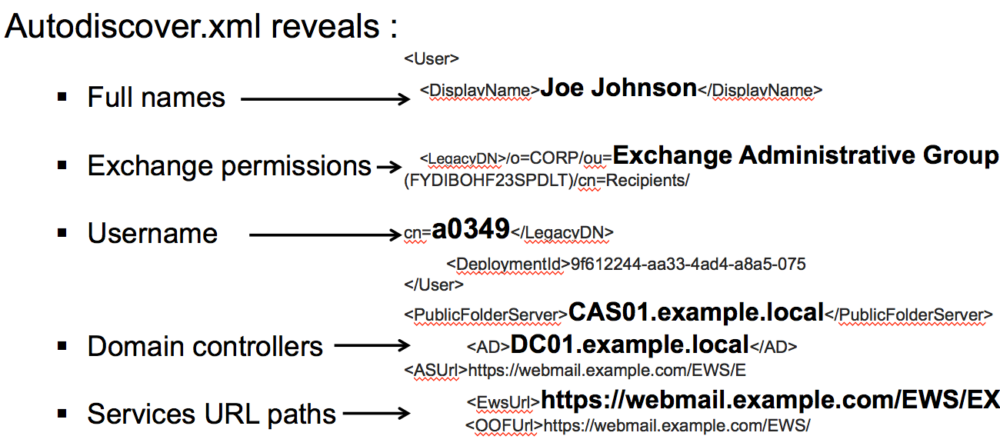 Autodiscover.xml reveals :
<User>
▪ Full names
<DisplayName>Joe Johnson</DisplayName>
▪ Exchange permissions
<LegacyDN>/o=CORP/ou=Exchange Administrative Group
(FYDIBOHF23SPDLT)/cn=Recipients/
▪ Username
cn=a0349</LegacyDN>
<DeploymentId>9f612244-aa33-4ad4-a8a5-075
</User>
<PublicFolderServer>CAS01.example.local</PublicFolderServer>
▪ Domain controllers
<AD>DC01.example.local</AD>
<ASUrl>https://webmail.example.com/EWS/E
▪ Services URL paths
<EwsUrl>https://webmail.example.com/EWS/EX
<OOFUrl>https://webmail.example.com/EWS/